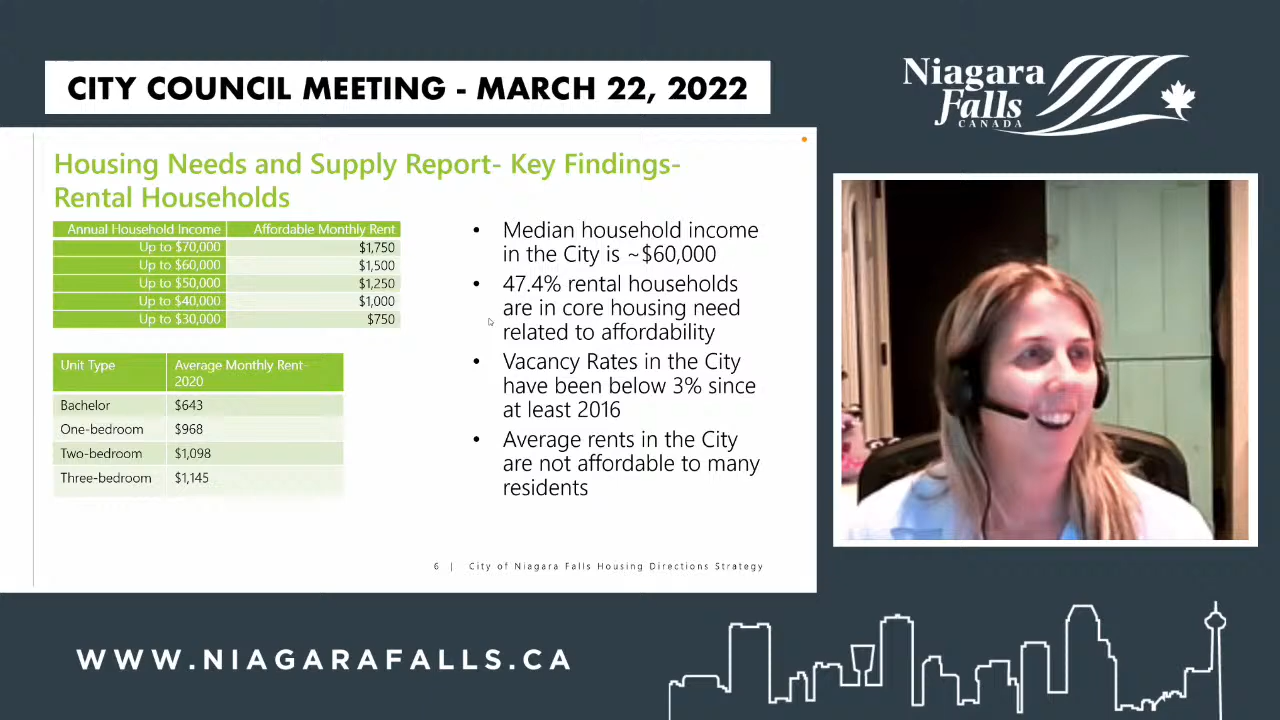 CITY COUNCIL MEETING - MARCH 22, 2022
Niagara
Falls
CANADA
Housing Needs and Supply Report- Key Findings-
Rental Households
Annual Household Income Affordable Monthly Rent
Up to $70,000 $1,750
Up to $60,000 $1,500
Up to $50,000 $1,250
Up to $40,000 $1,000
Up to $30,000 $750
Unit Type Average Monthly Rent-
2020
Bachelor $643
One-bedroom $968
Two-bedroom $1,098
Three-bedroom $1,145
• Median household income
in the City is ~$60,000
• 47.4% rental households
are in core housing need
related to affordability
• Vacancy Rates in the City
have been below 3% since
at least 2016
• Average rents in the City
are not affordable to many
residents
6 | City of Niagara Falls Housing Directions Strategy
WWW.NIAGARAFALLS.CA